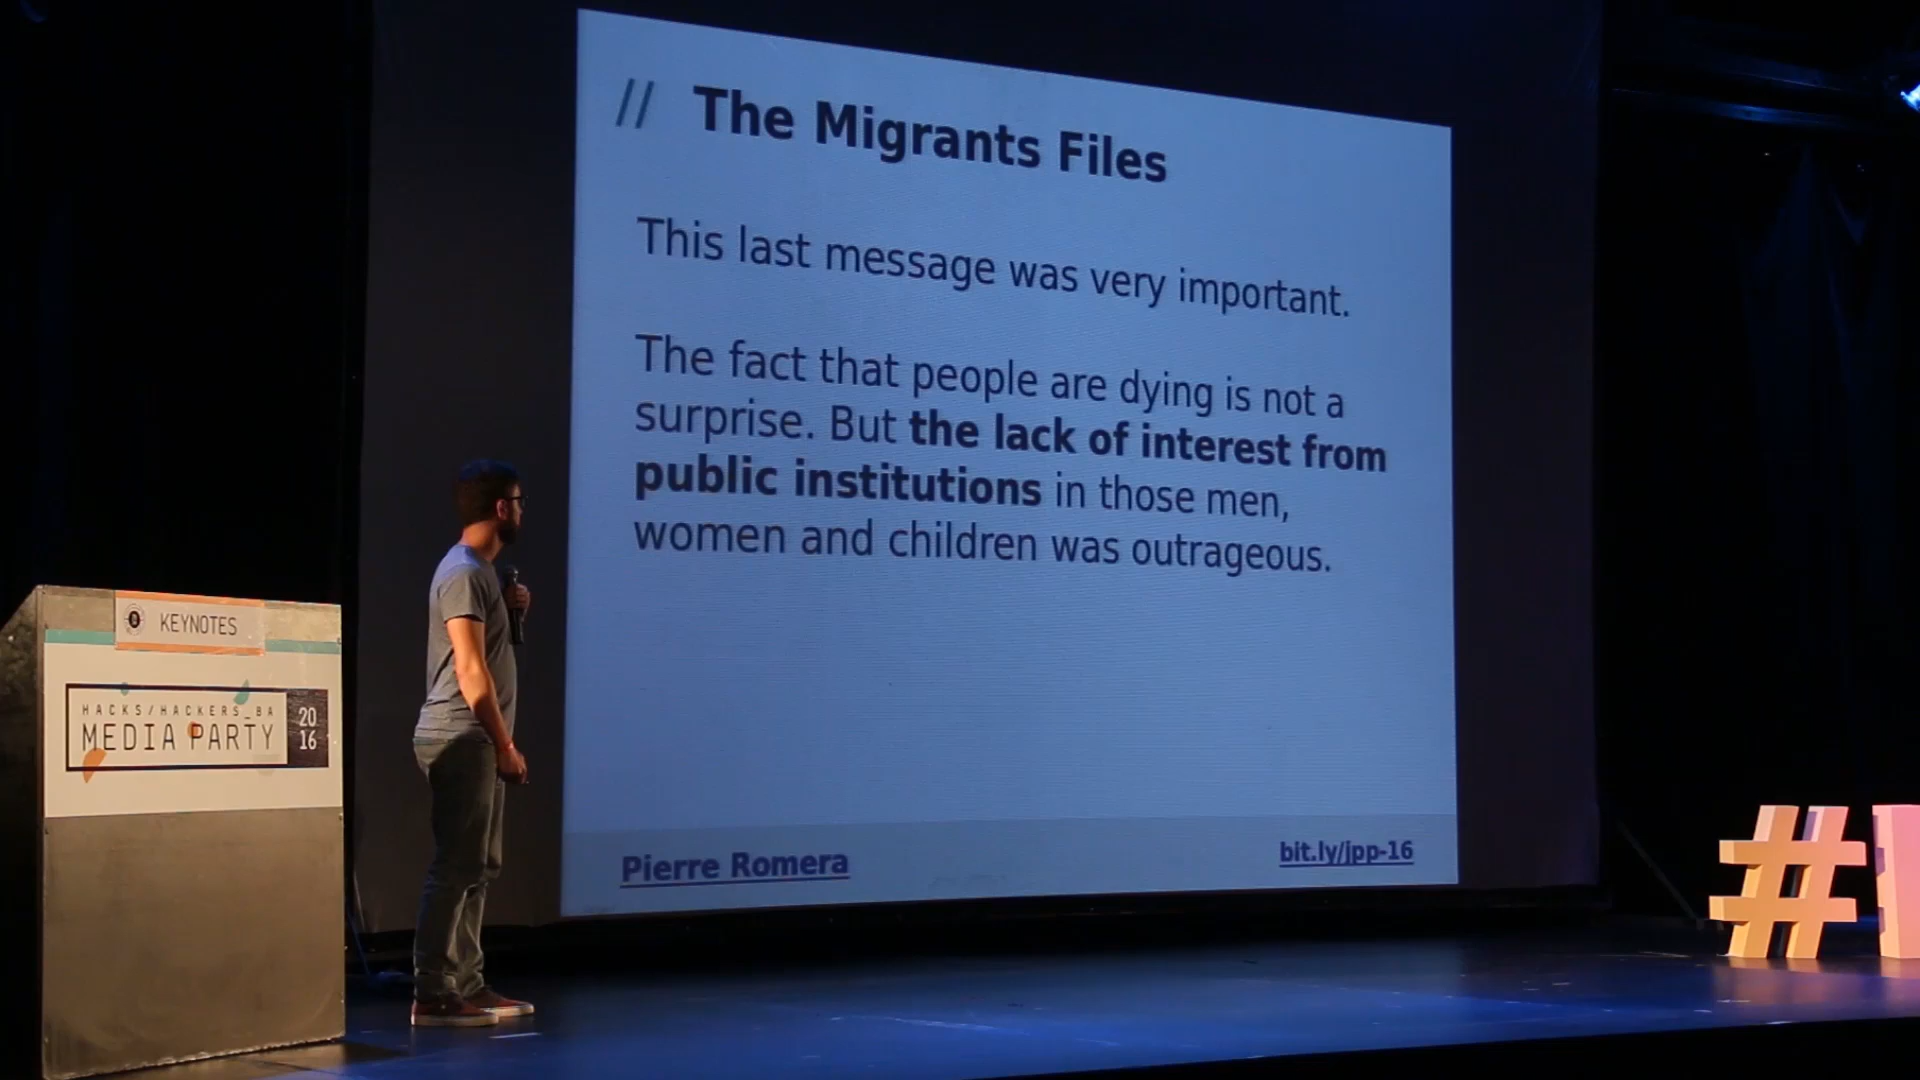 // The Migrants Files
This last message was very important.
The fact that people are dying is not a
surprise. But the lack of interest from
public institutions in those men,
women and children was outrageous.
Pierre Romera
bit.ly/jpp-16
KEYNOTES
HACKS/HACKERS_BA
MEDIA PARTY
20
16
#